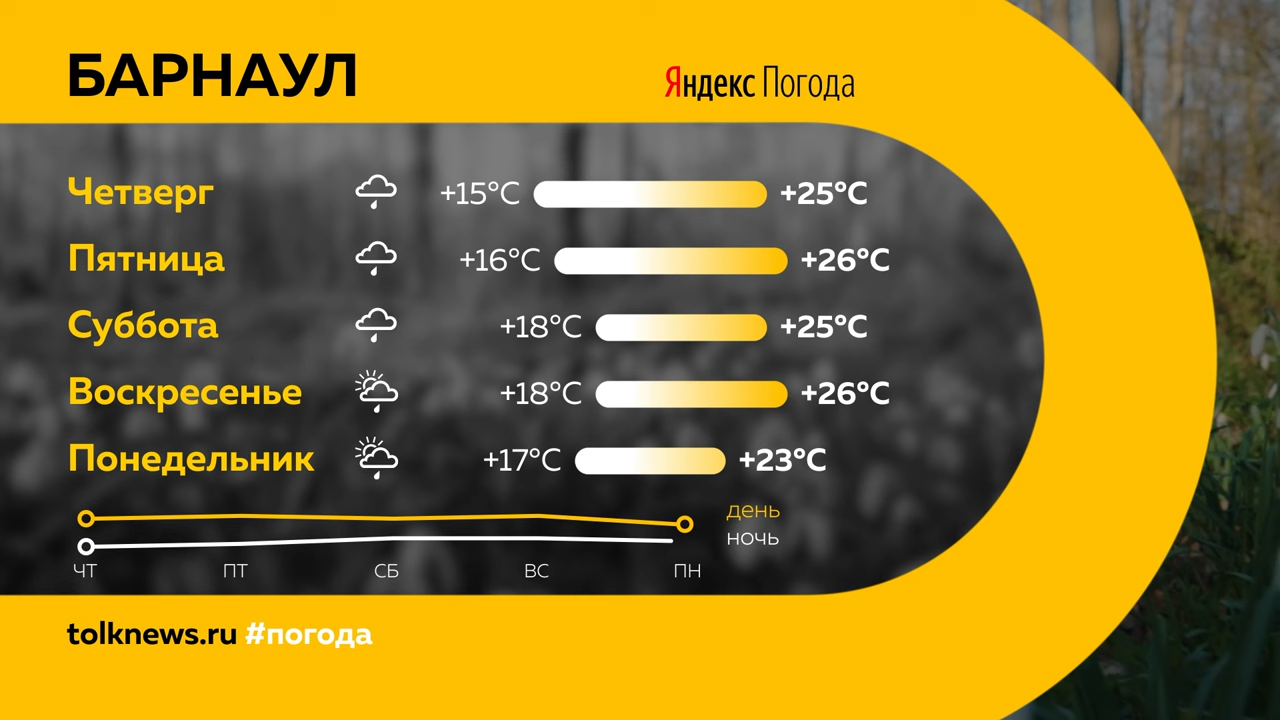 БАРНАУЛ
Яндекс Погода
Четверг +15°C +25°C
Пятница +16°C +26°C
Суббота +18°C +25°C
Воскресенье +18°C +26°C
Понедельник +17°C +23°C
день
ночь
ЧТ ПТ СБ ВС ПН
tolknews.ru #погода